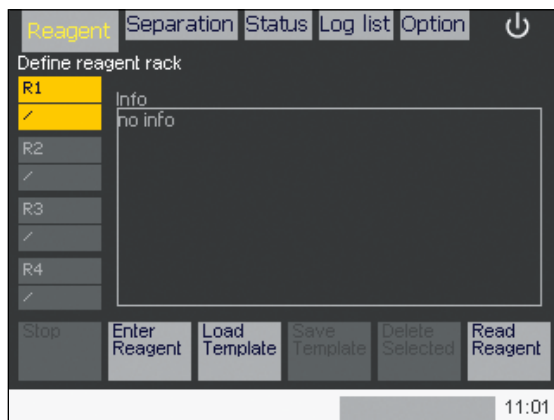 Reagent Separation Status Log list Option
Define reagent rack
R1
/
Info
no info
R2
/
R3
/
R4
/
Stop Enter Reagent Load Template Save Template Delete Selected Read Reagent
11:01